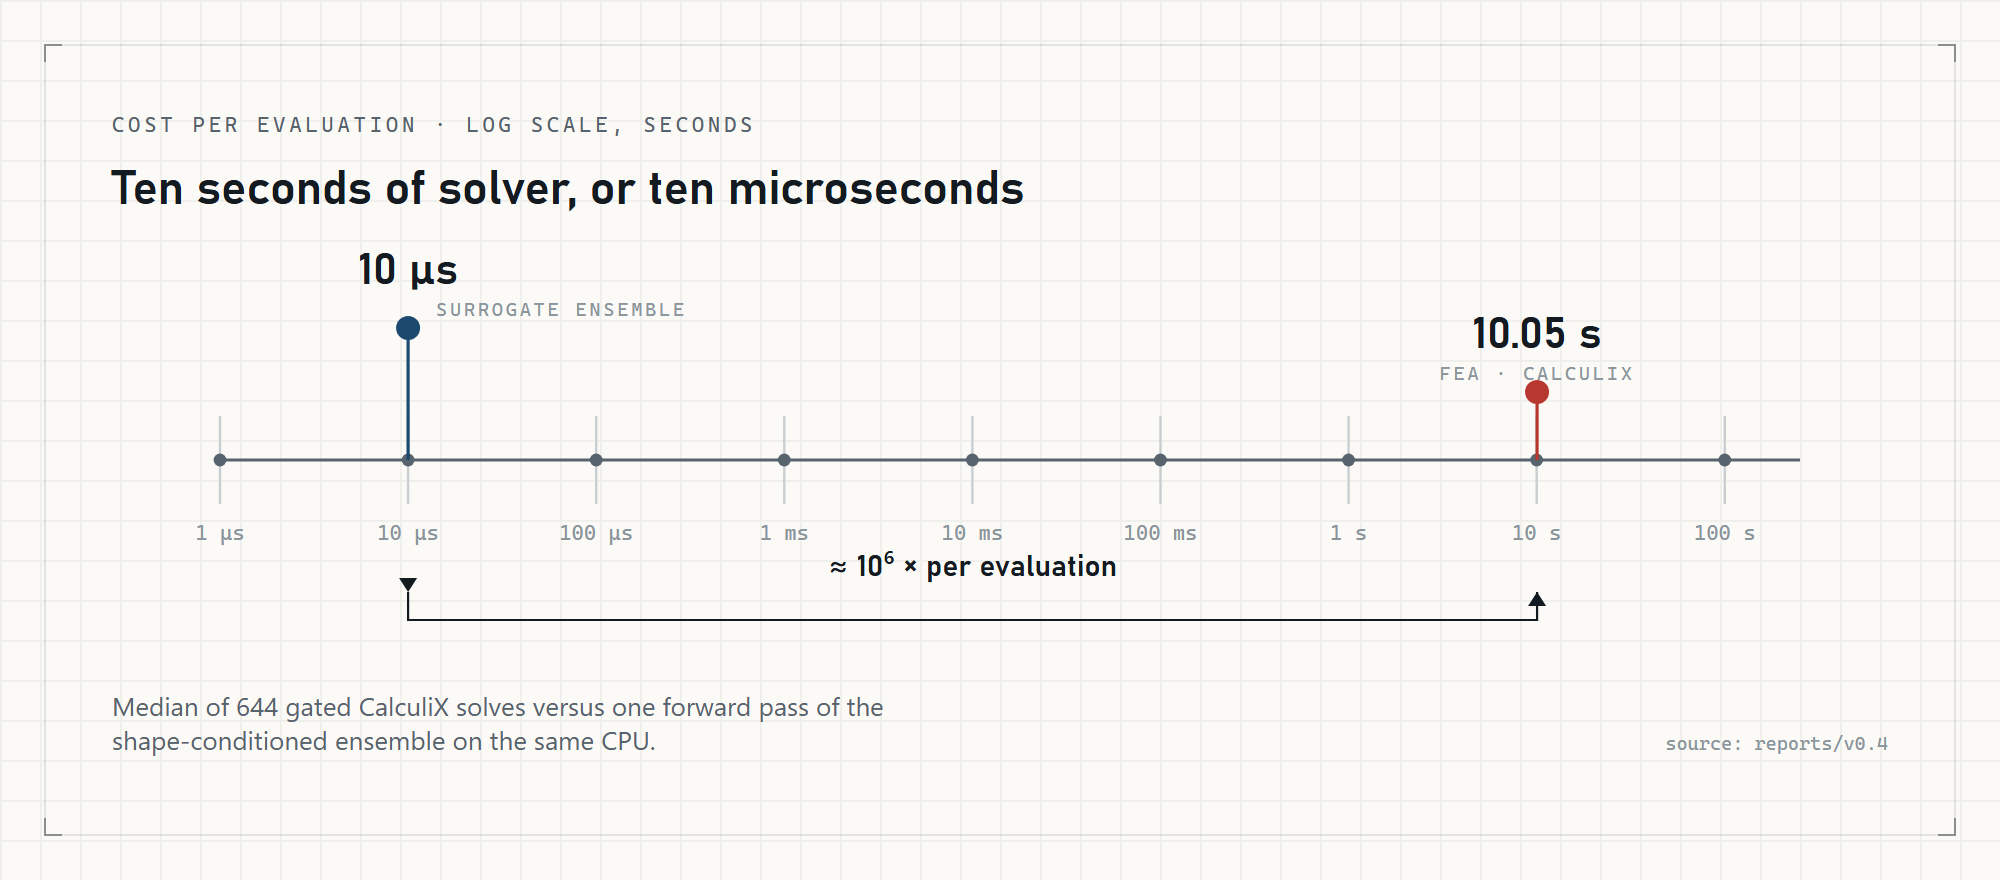 COST PER EVALUATION · LOG SCALE, SECONDS
Ten seconds of solver, or ten microseconds
10 µs
SURROGATE ENSEMBLE
10.05 s
FEA · CALCULIX
1 µs
10 µs
100 µs
1 ms
10 ms
100 ms
1 s
10 s
100 s
≈ 10⁶ × per evaluation
Median of 644 gated CalculiX solves versus one forward pass of the
shape-conditioned ensemble on the same CPU.
source: reports/v0.4